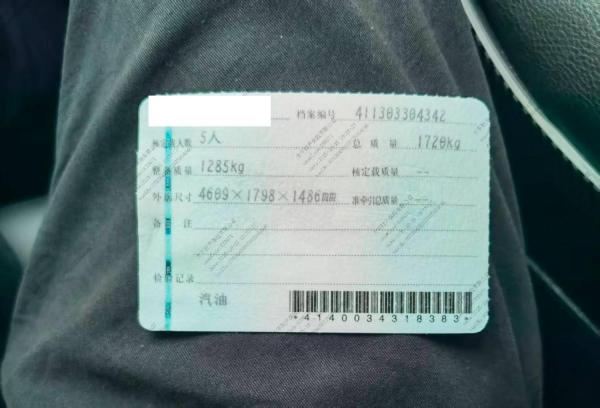 档案编号 411303304342
核定载人数 5人 总质量 1720kg
整备质量 1285kg 核定载质量 --
外廓尺寸 4609×1798×1486mm 准牵引总质量 --
备注
检验记录
汽油
*4140034318383*